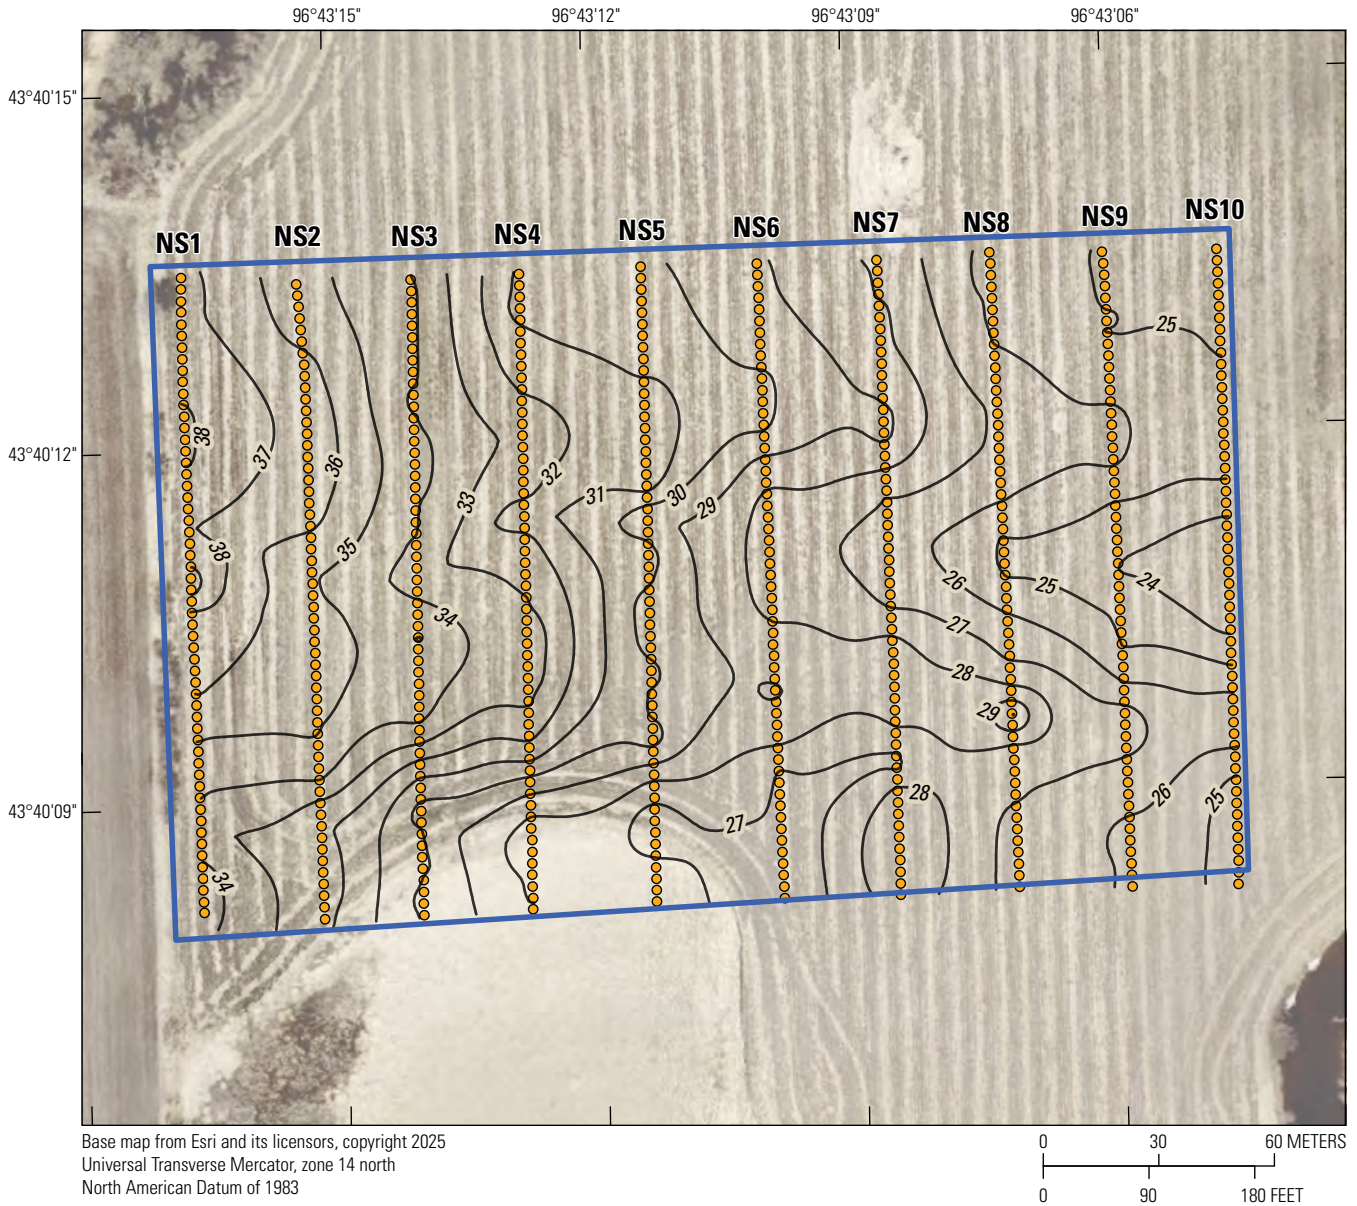 96°43'15" 96°43'12" 96°43'09" 96°43'06"
43°40'15"
43°40'12"
43°40'09"
NS1 NS2 NS3 NS4 NS5 NS6 NS7 NS8 NS9 NS10
25
38 37 36 33 32 31 30 29
38 35 34 26 25 24
27
28
29
28 27 26 25
34
Base map from Esri and its licensors, copyright 2025
Universal Transverse Mercator, zone 14 north
North American Datum of 1983
0 30 60 METERS
0 90 180 FEET